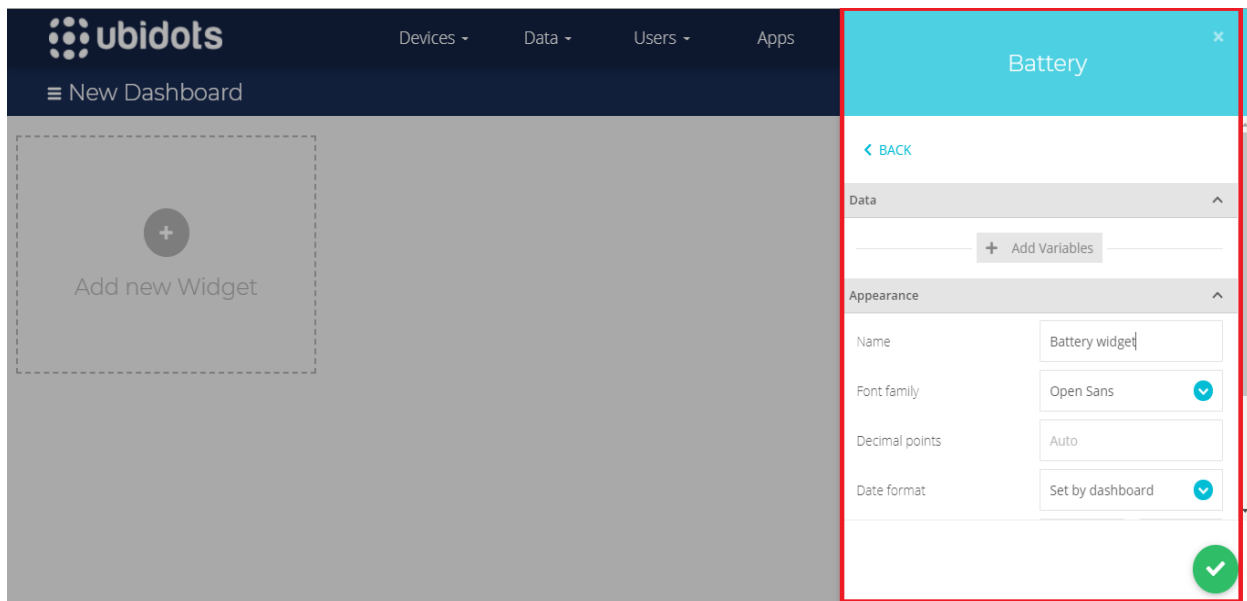 ubidots
Devices
Data
Users
Apps
New Dashboard
Add new Widget
×
Battery
BACK
Data
+ Add Variables
Appearance
Name
Battery widget
Font family
Open Sans
Decimal points
Auto
Date format
Set by dashboard